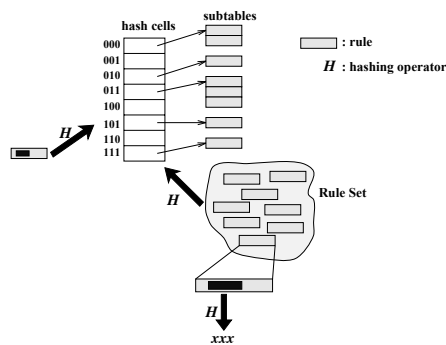 hash cells
subtables
000
001
010
011
100
101
110
111
: rule
H : hashing operator
H
H
Rule Set
H
xxx